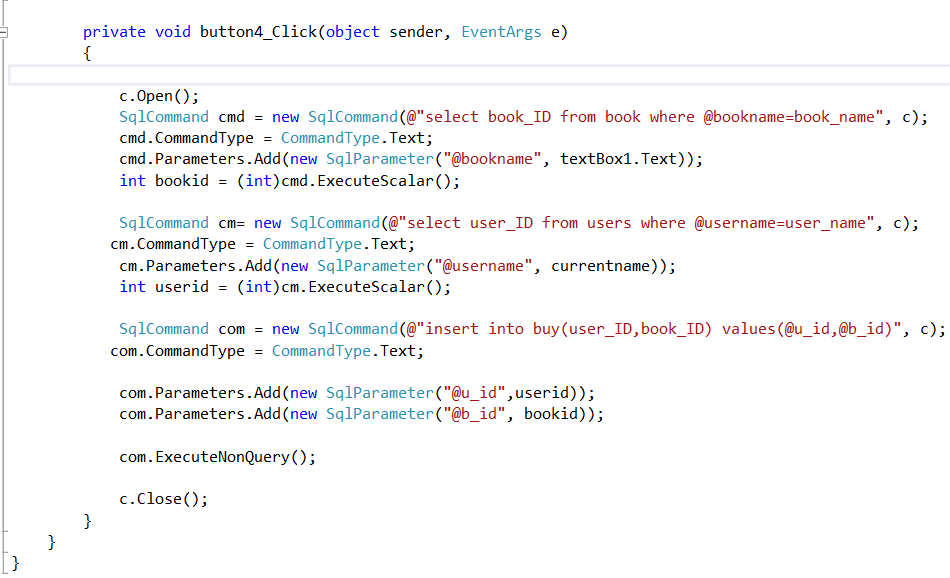 private void button4_Click(object sender, EventArgs e)
{
c.Open();
SqlCommand cmd = new SqlCommand(@"select book_ID from book where @bookname=book_name", c);
cmd.CommandType = CommandType.Text;
cmd.Parameters.Add(new SqlParameter("@bookname", textBox1.Text));
int bookid = (int)cmd.ExecuteScalar();
SqlCommand cm= new SqlCommand(@"select user_ID from users where @username=user_name", c);
cm.CommandType = CommandType.Text;
cm.Parameters.Add(new SqlParameter("@username", currentname));
int userid = (int)cm.ExecuteScalar();
SqlCommand com = new SqlCommand(@"insert into buy(user_ID,book_ID) values(@u_id,@b_id)", c);
com.CommandType = CommandType.Text;
com.Parameters.Add(new SqlParameter("@u_id",userid));
com.Parameters.Add(new SqlParameter("@b_id", bookid));
com.ExecuteNonQuery();
c.Close();
}
}
}